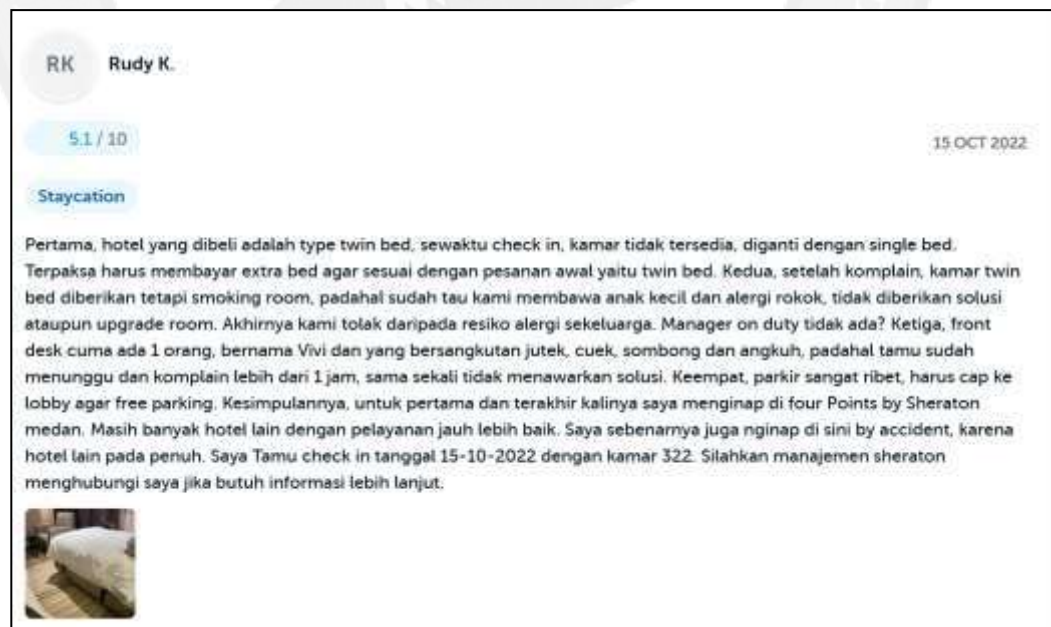 RK
Rudy K.
5.1 / 10
15 OCT 2022
Staycation
Pertama, hotel yang dibeli adalah type twin bed, sewaktu check in, kamar tidak tersedia, diganti dengan single bed.
Terpaksa harus membayar extra bed agar sesuai dengan pesanan awal yaitu twin bed. Kedua, setelah komplain, kamar twin
bed diberikan tetapi smoking room, padahal sudah tau kami membawa anak kecil dan alergi rokok, tidak diberikan solusi
ataupun upgrade room. Akhirnya kami tolak daripada resiko alergi sekeluarga. Manager on duty tidak ada? Ketiga, front
desk cuma ada 1 orang, bernama Vivi dan yang bersangkutan jutek, cuek, sombong dan angkuh, padahal tamu sudah
menunggu dan komplain lebih dari 1 jam, sama sekali tidak menawarkan solusi. Keempat, parkir sangat ribet, harus cap ke
lobby agar free parking. Kesimpulannya, untuk pertama dan terakhir kalinya saya menginap di four Points by Sheraton
medan. Masih banyak hotel lain dengan pelayanan jauh lebih baik. Saya sebenarnya juga nginap di sini by accident, karena
hotel lain pada penuh. Saya Tamu check in tanggal 15-10-2022 dengan kamar 322. Silahkan manajemen sheraton
menghubungi saya jika butuh informasi lebih lanjut.